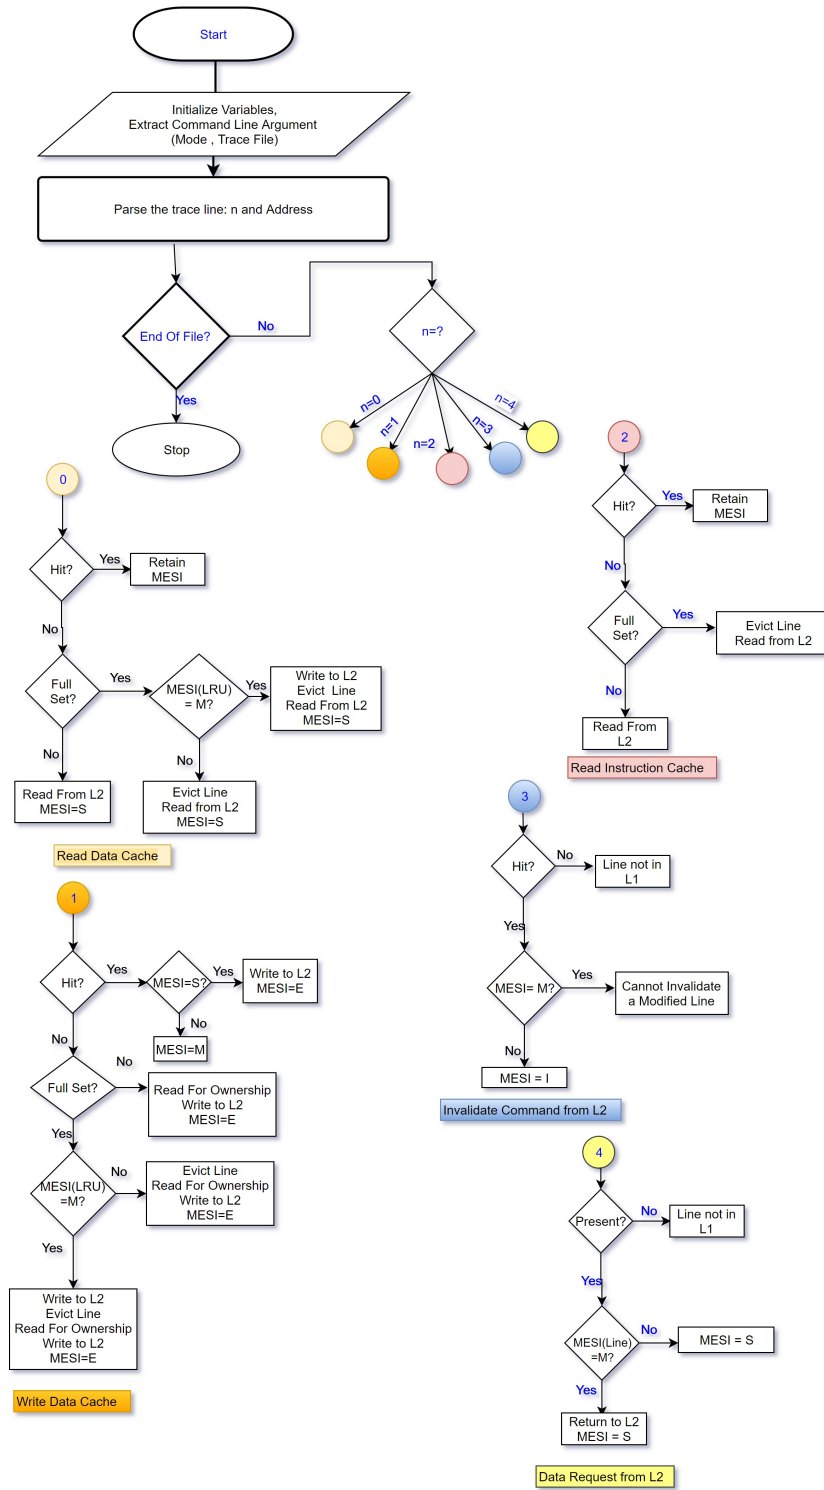 Start
Initialize Variables,
Extract Command Line Argument
(Mode , Trace File)
Parse the trace line: n and Address
End Of File?
No
Yes
Stop
n=?
n=0
n=1
n=2
n=3
n=4
0
Hit?
Yes
Retain
MESI
No
Full
Set?
Yes
MESI(LRU)
= M?
Yes
Write to L2
Evict Line
Read From L2
MESI=S
No
Read From L2
MESI=S
No
Evict Line
Read from L2
MESI=S
Read Data Cache
2
Hit?
Yes
Retain
MESI
No
Full
Set?
Yes
Evict Line
Read from L2
No
Read From
L2
Read Instruction Cache
3
Hit?
No
Line not in
L1
Yes
MESI= M?
Yes
Cannot Invalidate
a Modified Line
No
MESI = I
Invalidate Command from L2
1
Hit?
Yes
MESI=S?
Yes
Write to L2
MESI=E
No
MESI=M
No
Full Set?
No
Read For Ownership
Write to L2
MESI=E
Yes
MESI(LRU)
=M?
No
Evict Line
Read For Ownership
Write to L2
MESI=E
Yes
Write to L2
Evict Line
Read For Ownership
Write to L2
MESI=E
Write Data Cache
4
Present?
No
Line not in
L1
Yes
MESI(Line)
=M?
No
MESI = S
Yes
Return to L2
MESI = S
Data Request from L2